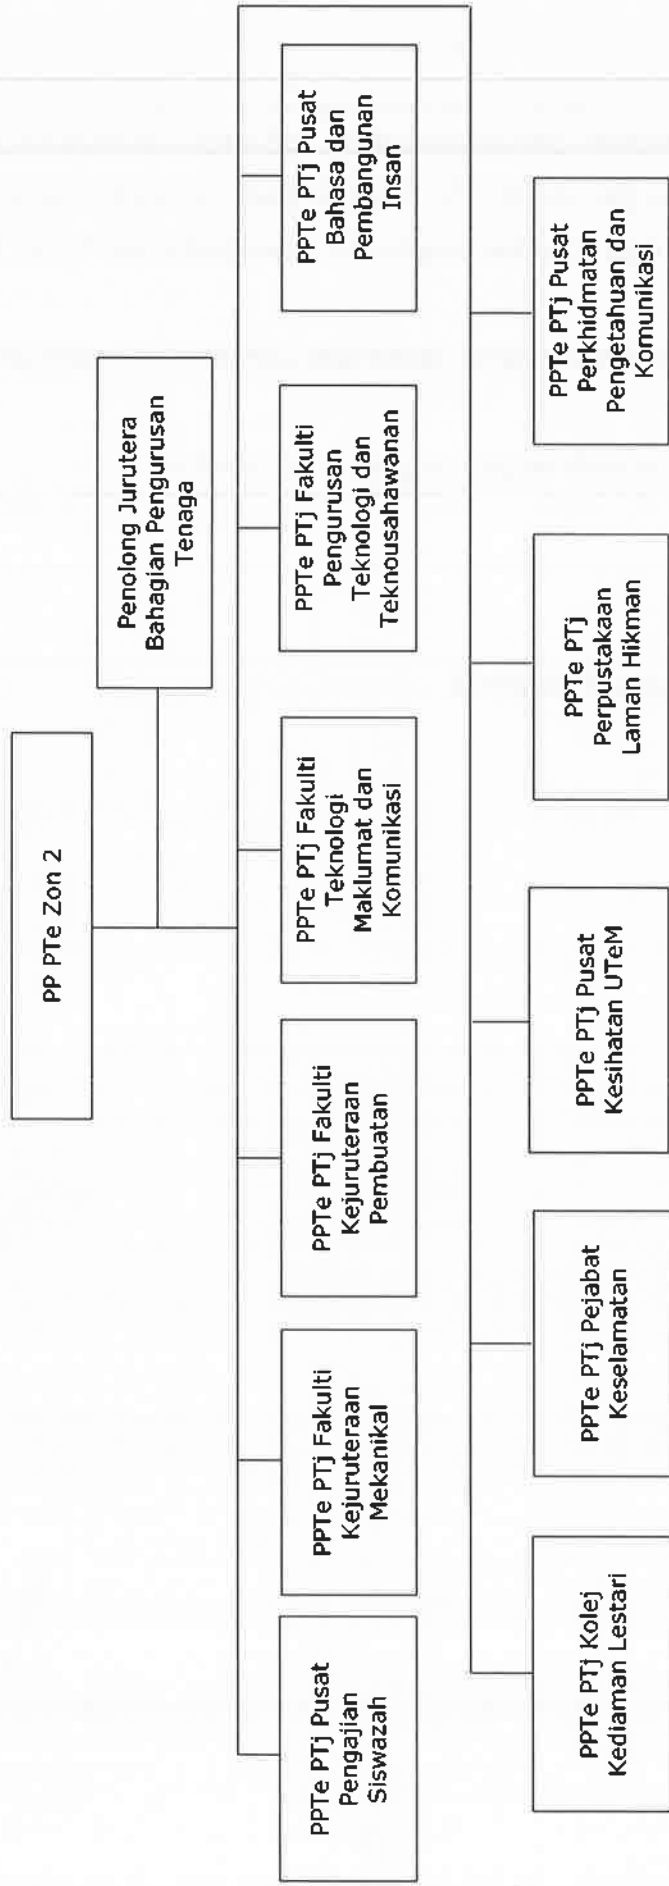 PP PTe Zon 2
Penolong Jurutera
Bahagian Pengurusan
Tenaga
PPTe PTj Pusat
Pengajian
Siswazah
PPTe PTj Fakulti
Kejuruteraan
Mekanikal
PPTe PTj Fakulti
Kejuruteraan
Pembuatan
PPTe PTj Fakulti
Teknologi
Maklumat dan
Komunikasi
PPTe PTj Fakulti
Pengurusan
Teknologi dan
Teknousahawanan
PPTe PTj Pusat
Bahasa dan
Pembangunan
Insan
PPTe PTj Kolej
Kediaman Lestari
PPTe PTj Pejabat
Keselamatan
PPTe PTj Pusat
Kesihatan UTeM
PPTe PTj
Perpustakaan
Laman Hikman
PPTe PTj Pusat
Perkhidmatan
Pengetahuan dan
Komunikasi